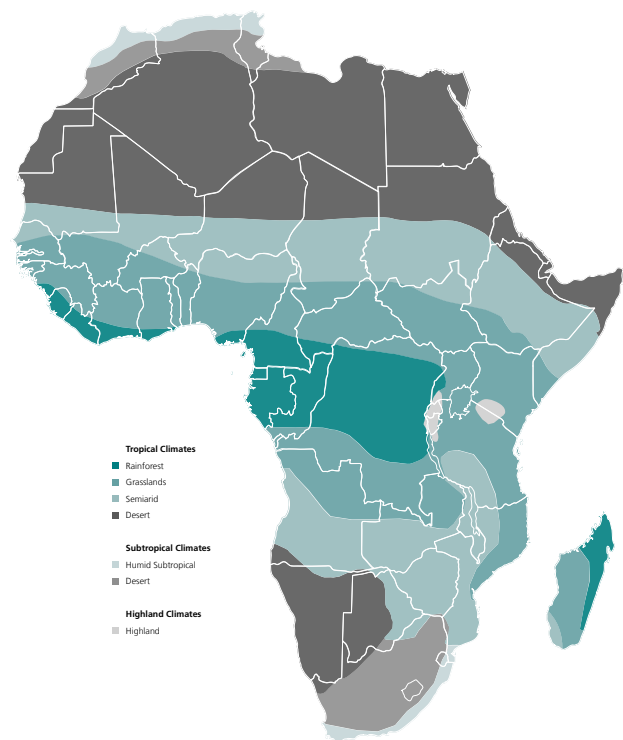 Tropical Climates
Rainforest
Grasslands
Semiarid
Desert
Subtropical Climates
Humid Subtropical
Desert
Highland Climates
Highland